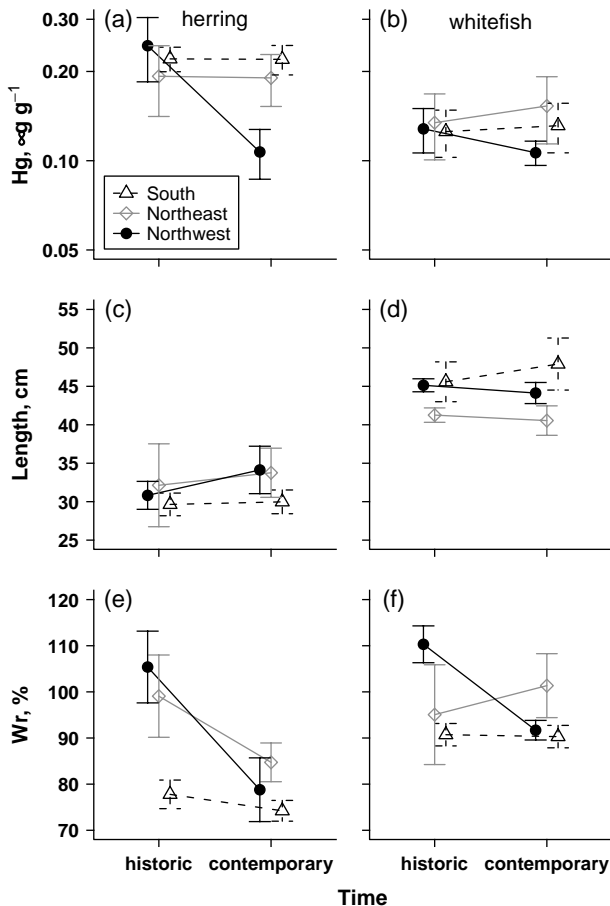 herring
whitefish
(a)
(b)
0.30
0.20
0.10
0.05
Hg, ∝g g⁻¹
South
Northeast
Northwest
(c)
(d)
55
50
45
40
35
30
25
Length, cm
(e)
(f)
120
110
100
90
80
70
Wr, %
historic contemporary
historic contemporary
Time